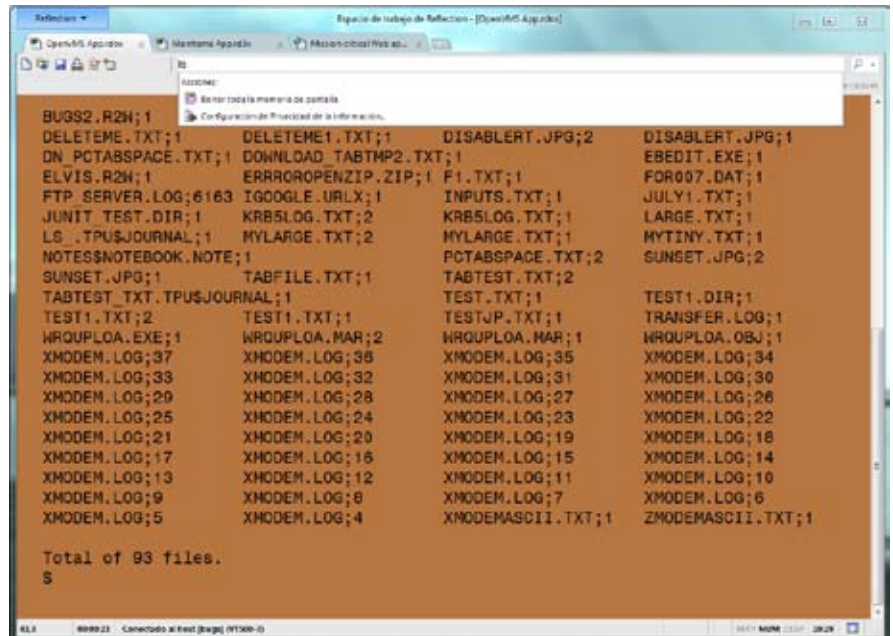 Reflection
Espacio de trabajo de Reflection - [OpenVMS App.rdox]
OpenVMS App.rdox
Mainframe App.rd3x
Mission critical Web ap...
Acciones:
Borrar toda la memoria de pantalla
Configuración de Privacidad de la información...
BUGS2.R2W;1
DELETEME.TXT;1 DELETEME1.TXT;1 DISABLERT.JPG;2 DISABLERT.JPG;1
DN_PCTABSPACE.TXT;1 DOWNLOAD_TABTMP2.TXT;1 EBEDIT.EXE;1
ELVIS.R2W;1 ERRROROPENZIP.ZIP;1 F1.TXT;1 FOR007.DAT;1
FTP_SERVER.LOG;6163 IGOOGLE.URLX;1 INPUTS.TXT;1 JULY1.TXT;1
JUNIT_TEST.DIR;1 KRB5LOG.TXT;2 KRB5LOG.TXT;1 LARGE.TXT;1
LS_.TPU$JOURNAL;1 MYLARGE.TXT;2 MYLARGE.TXT;1 MYTINY.TXT;1
NOTES$NOTEBOOK.NOTE;1 PCTABSPACE.TXT;2 SUNSET.JPG;2
SUNSET.JPG;1 TABFILE.TXT;1 TABTEST.TXT;2
TABTEST_TXT.TPU$JOURNAL;1 TEST.TXT;1 TEST1.DIR;1
TEST1.TXT;2 TEST1.TXT;1 TESTJP.TXT;1 TRANSFER.LOG;1
WRQUPLOA.EXE;1 WRQUPLOA.MAR;2 WRQUPLOA.MAR;1 WRQUPLOA.OBJ;1
XMODEM.LOG;37 XMODEM.LOG;36 XMODEM.LOG;35 XMODEM.LOG;34
XMODEM.LOG;33 XMODEM.LOG;32 XMODEM.LOG;31 XMODEM.LOG;30
XMODEM.LOG;29 XMODEM.LOG;28 XMODEM.LOG;27 XMODEM.LOG;26
XMODEM.LOG;25 XMODEM.LOG;24 XMODEM.LOG;23 XMODEM.LOG;22
XMODEM.LOG;21 XMODEM.LOG;20 XMODEM.LOG;19 XMODEM.LOG;18
XMODEM.LOG;17 XMODEM.LOG;16 XMODEM.LOG;15 XMODEM.LOG;14
XMODEM.LOG;13 XMODEM.LOG;12 XMODEM.LOG;11 XMODEM.LOG;10
XMODEM.LOG;9 XMODEM.LOG;8 XMODEM.LOG;7 XMODEM.LOG;6
XMODEM.LOG;5 XMODEM.LOG;4 XMODEMASCII.TXT;1 ZMODEMASCII.TXT;1
Total of 93 files.
$
00:00:23 Conectado al host [bugs] (VT500-7) NUM 20:29